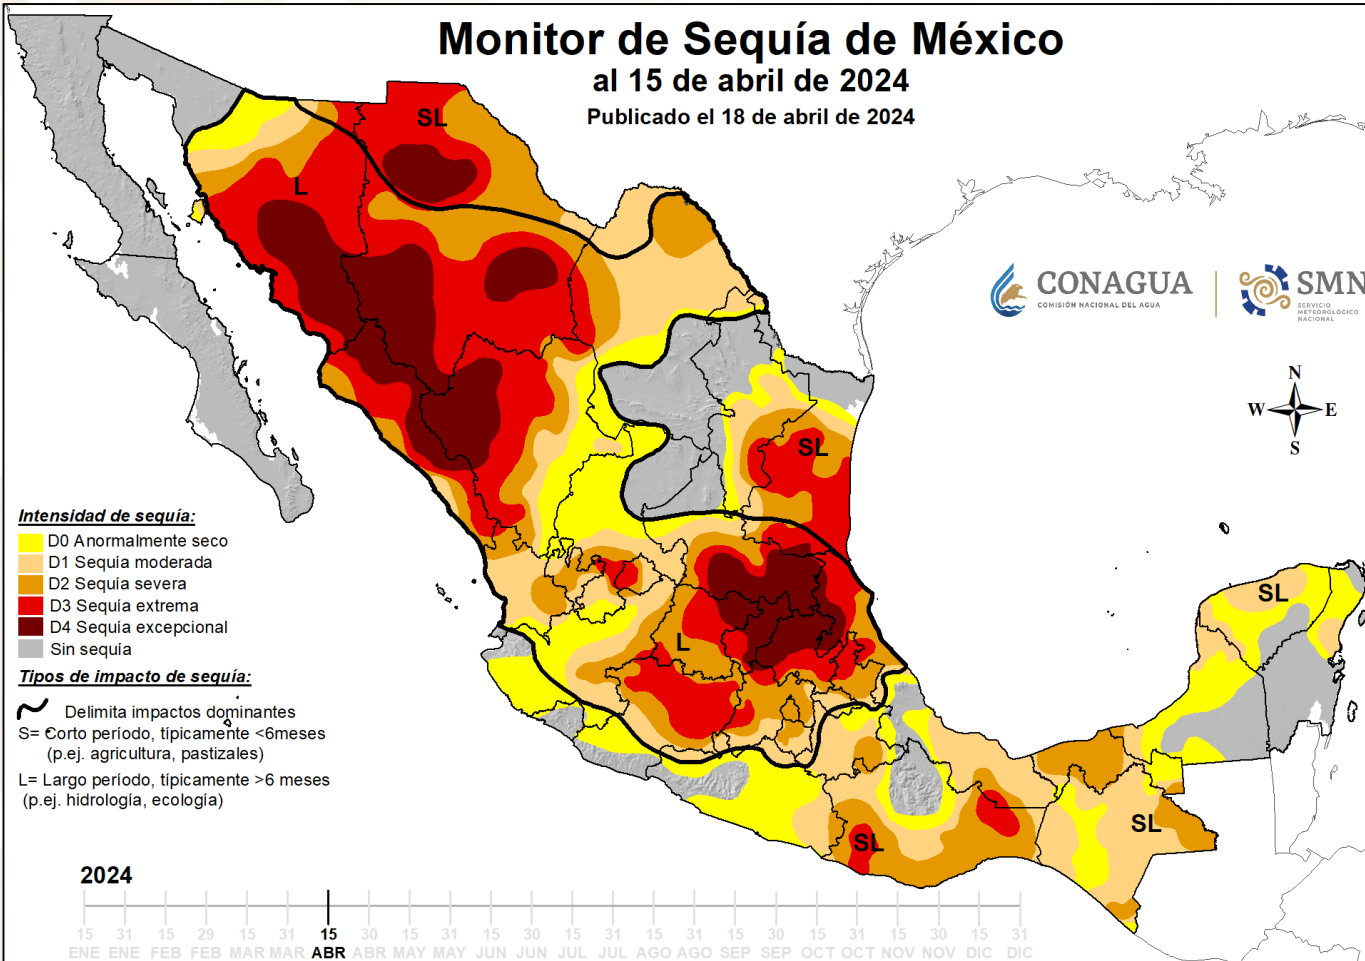 Monitor de Sequía de México
al 15 de abril de 2024
Publicado el 18 de abril de 2024
SL
L
CONAGUA
COMISIÓN NACIONAL DEL AGUA
SMN
SERVICIO
METEOROLÓGICO
NACIONAL
N
W E
S
SL
Intensidad de sequía:
D0 Anormalmente seco
D1 Sequía moderada
D2 Sequía severa
D3 Sequía extrema
D4 Sequía excepcional
Sin sequía
SL
L
Tipos de impacto de sequía:
Delimita impactos dominantes
S= Corto período, típicamente <6meses
(p.ej. agricultura, pastizales)
L= Largo período, típicamente >6 meses
(p.ej. hidrología, ecología)
SL
SL
2024
15 31 15 29 15 31 15 30 15 31 15 30 15 31 15 31 15 30 15 31 15 30 15 31
ENE ENE FEB FEB MAR MAR ABR ABR MAY MAY JUN JUN JUL JUL AGO AGO SEP SEP OCT OCT NOV NOV DIC DIC